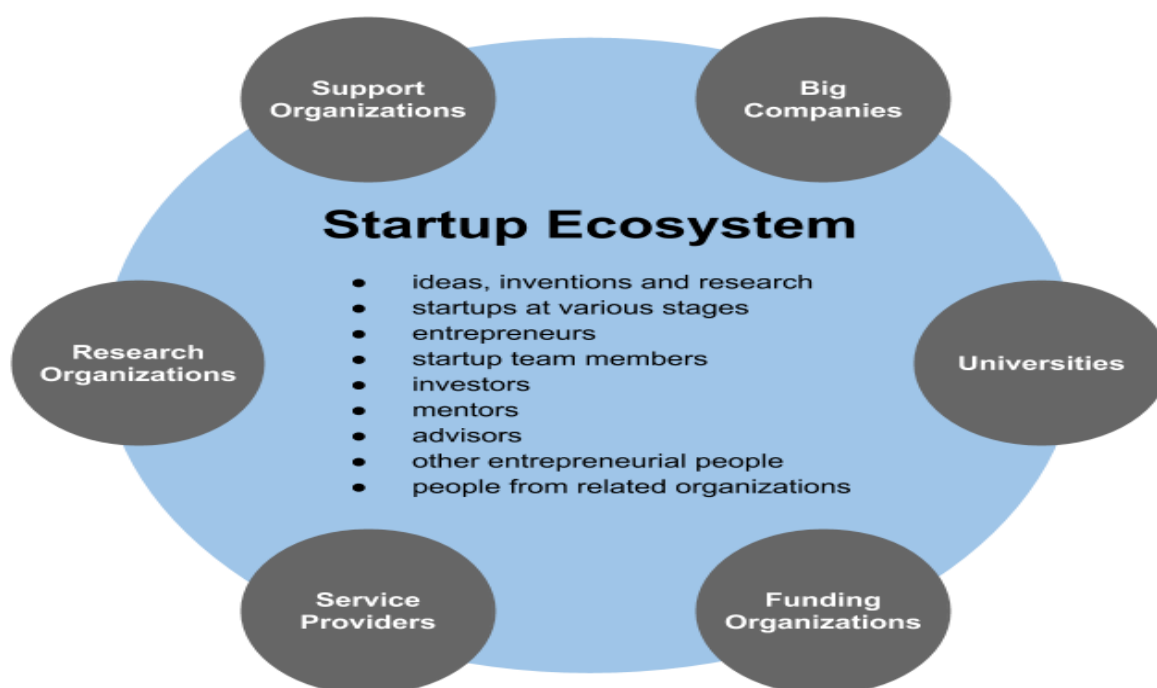 Support
Organizations
Big
Companies
Startup Ecosystem
● ideas, inventions and research
● startups at various stages
● entrepreneurs
● startup team members
● investors
● mentors
● advisors
● other entrepreneurial people
● people from related organizations
Research
Organizations
Universities
Service
Providers
Funding
Organizations